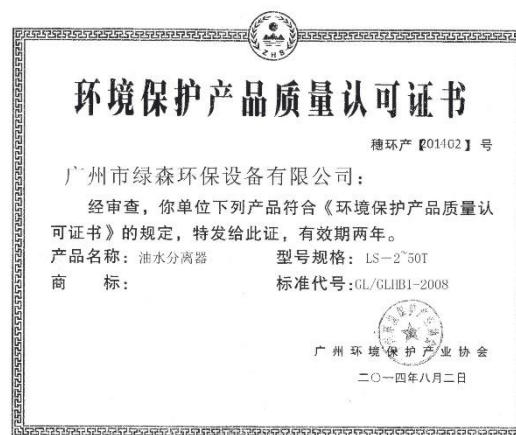 ZHB
环境保护产品质量认可证书
穗环产【201402】号
广州市绿森环保设备有限公司：
经审查，你单位下列产品符合《环境保护产品质量认
可证书》的规定，特发给此证，有效期两年。
产品名称：油水分离器 型号规格：LS-2~50T
商 标： 标准代号：GL/GLHB1-2008
广州环境保护产业协会
二〇一四年八月二日